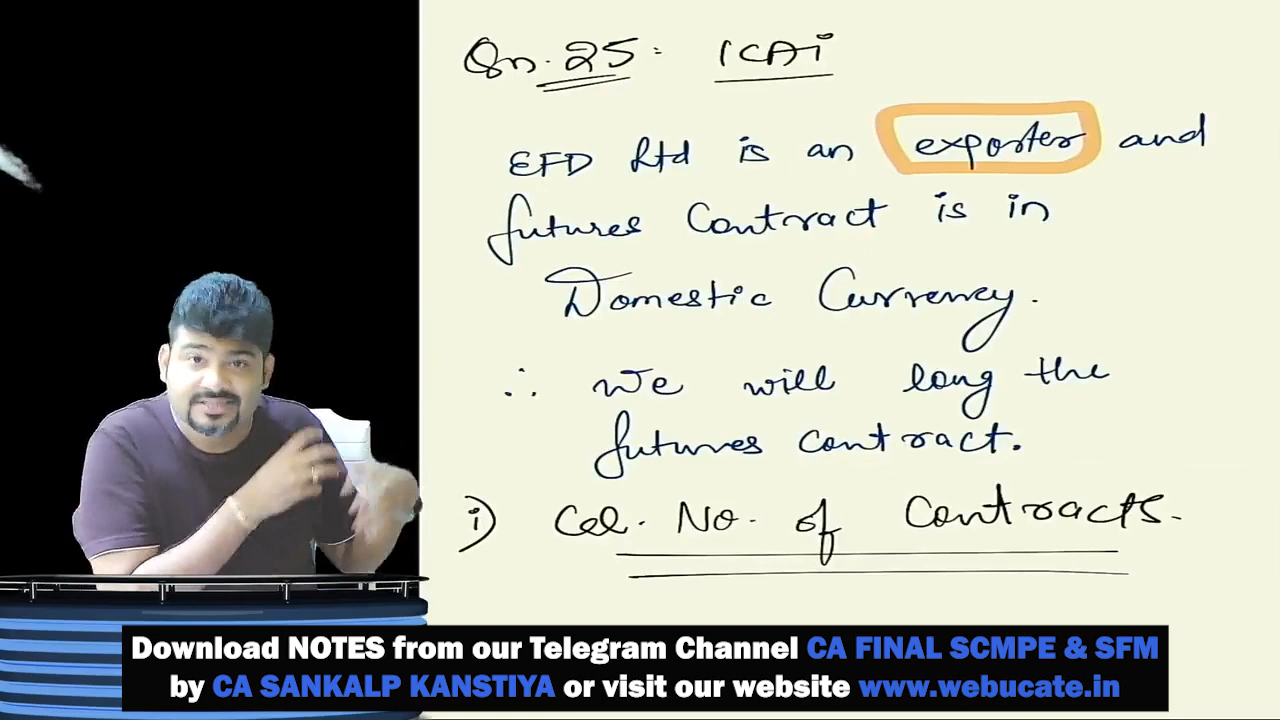 Qn. 25: ICAI
EFD Ltd is an exporter and
futures Contract is in
Domestic Currency.
∴ We will long the
futures contract.
i) Cal. No. of Contracts.
Download NOTES from our Telegram Channel CA FINAL SCMPE & SFM
by CA SANKALP KANSTIYA or visit our website www.webucate.in